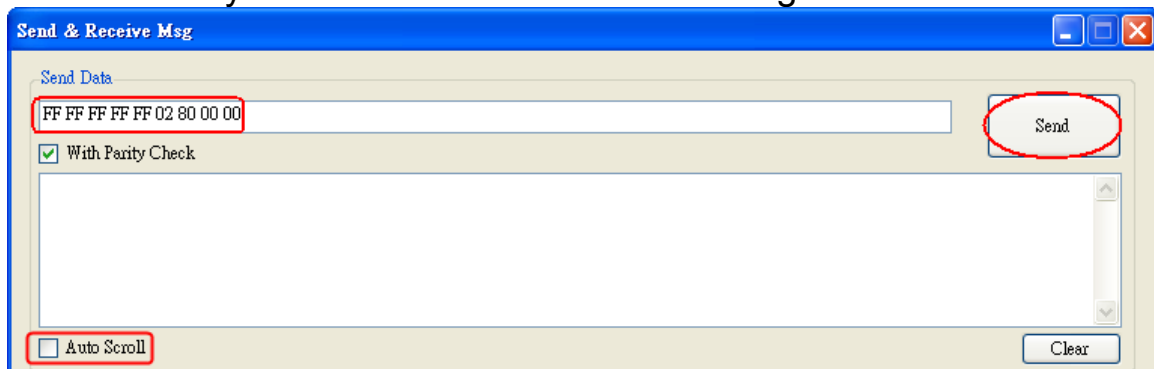 Send & Receive Msg
Send Data
FF FF FF FF FF 02 80 00 00
Send
With Parity Check
Auto Scroll
Clear